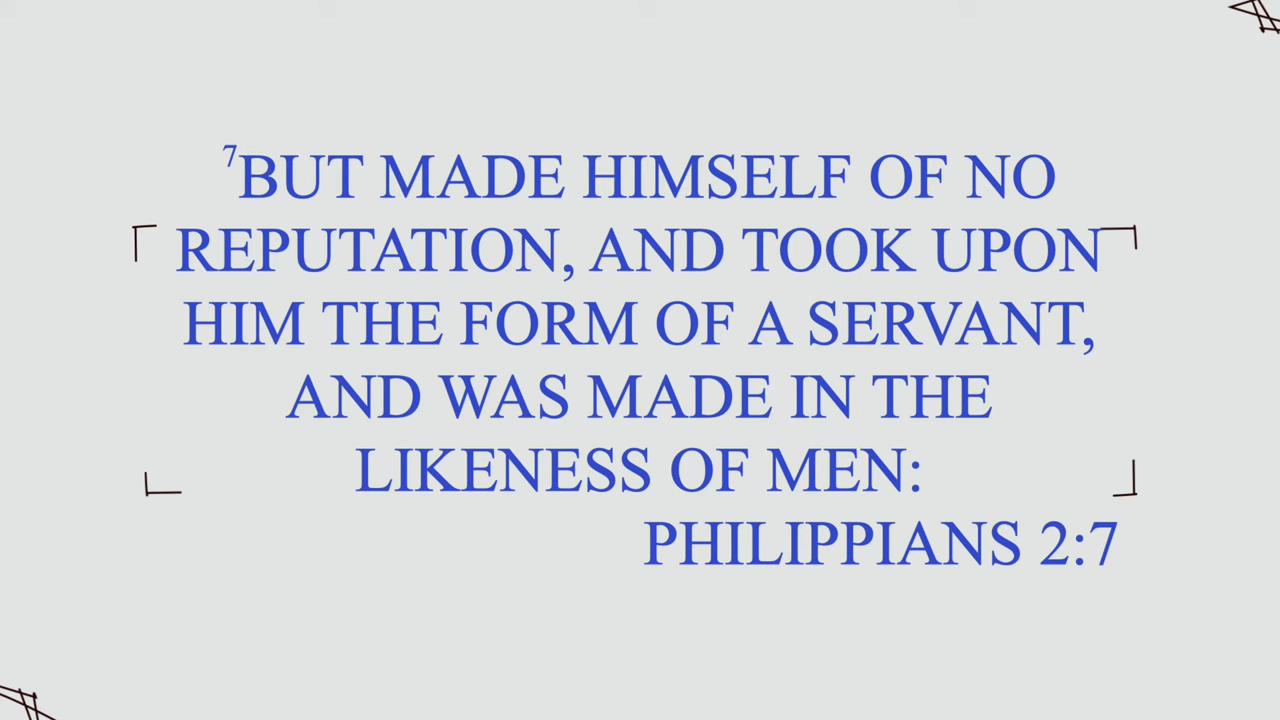 ⁷BUT MADE HIMSELF OF NO
REPUTATION, AND TOOK UPON
HIM THE FORM OF A SERVANT,
AND WAS MADE IN THE
LIKENESS OF MEN:
PHILIPPIANS 2:7